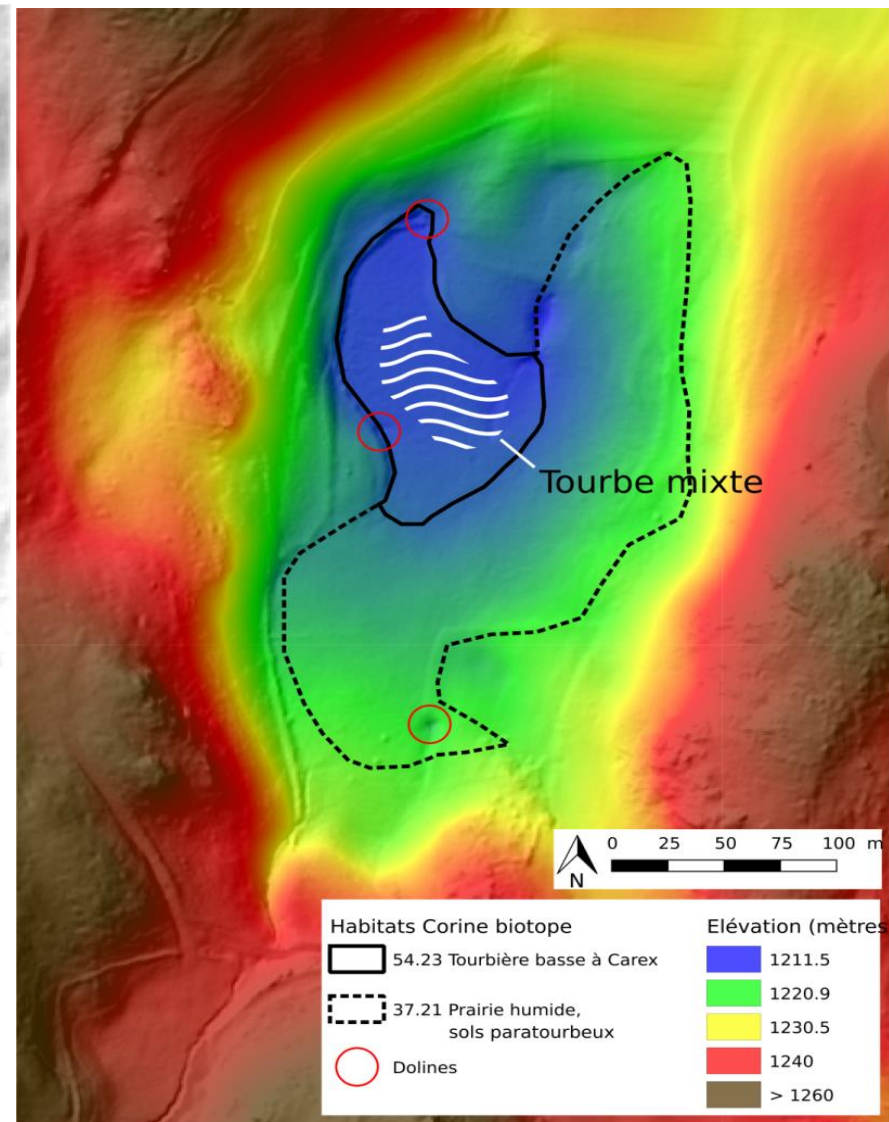 Tourbe mixte
0 25 50 75 100 m
N
Habitats Corine biotope
54.23 Tourbière basse à Carex
37.21 Prairie humide,
sols paratourbeux
Dolines
Elévation (mètres
1211.5
1220.9
1230.5
1240
> 1260